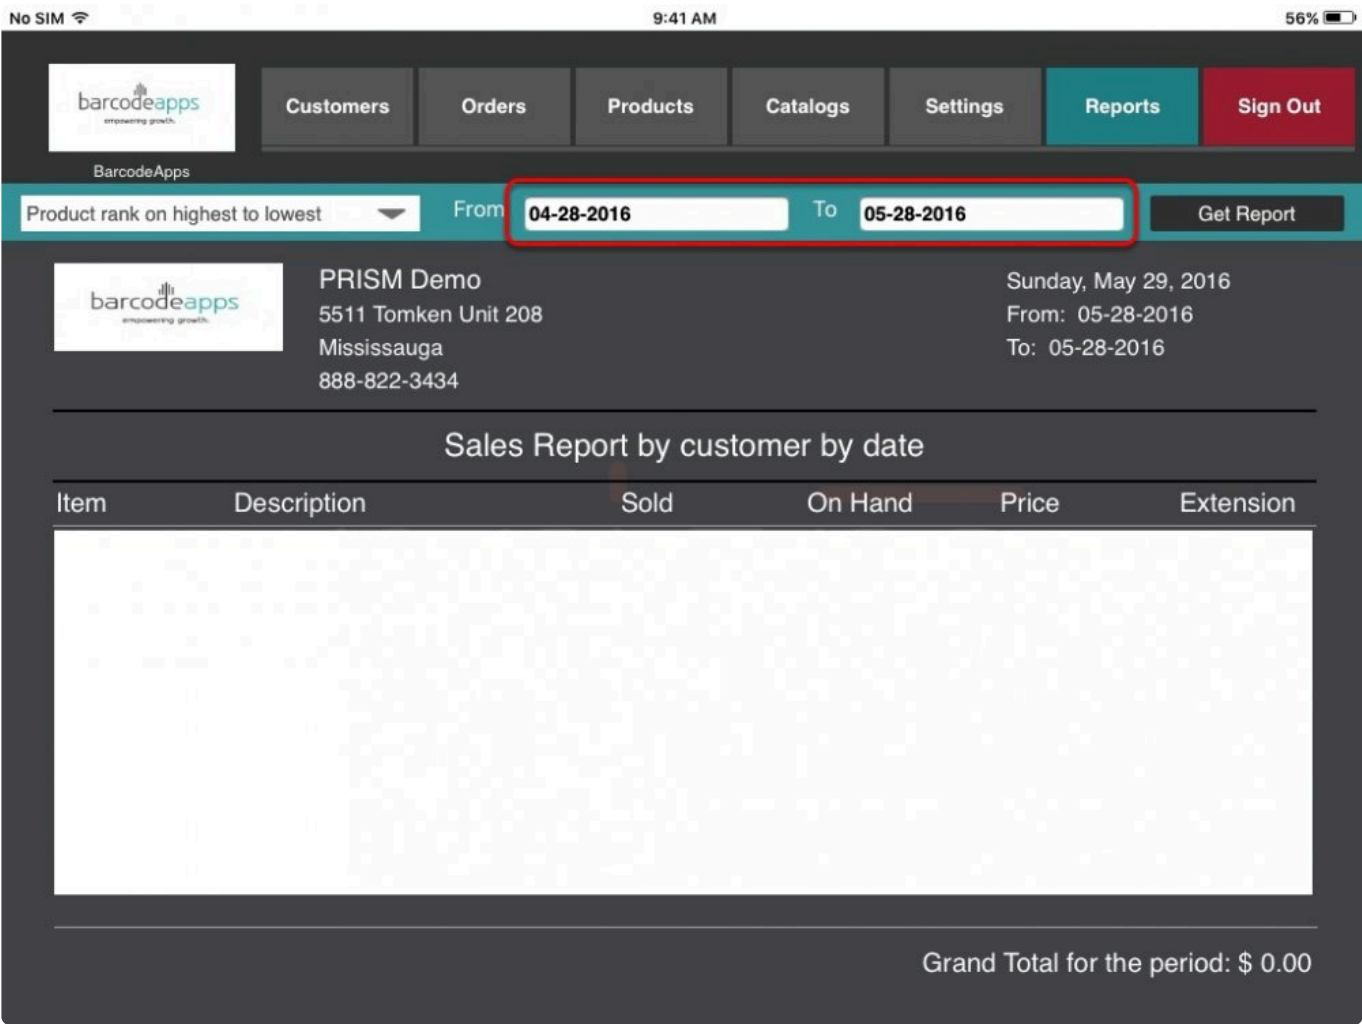 No SIM 9:41 AM 56%
barcodeapps
empowering growth.
BarcodeApps
Customers Orders Products Catalogs Settings Reports Sign Out
Product rank on highest to lowest From 04-28-2016 To 05-28-2016 Get Report
barcodeapps
empowering growth.
PRISM Demo
5511 Tomken Unit 208
Mississauga
888-822-3434
Sunday, May 29, 2016
From: 05-28-2016
To: 05-28-2016
Sales Report by customer by date
Item Description Sold On Hand Price Extension
Grand Total for the period: $ 0.00